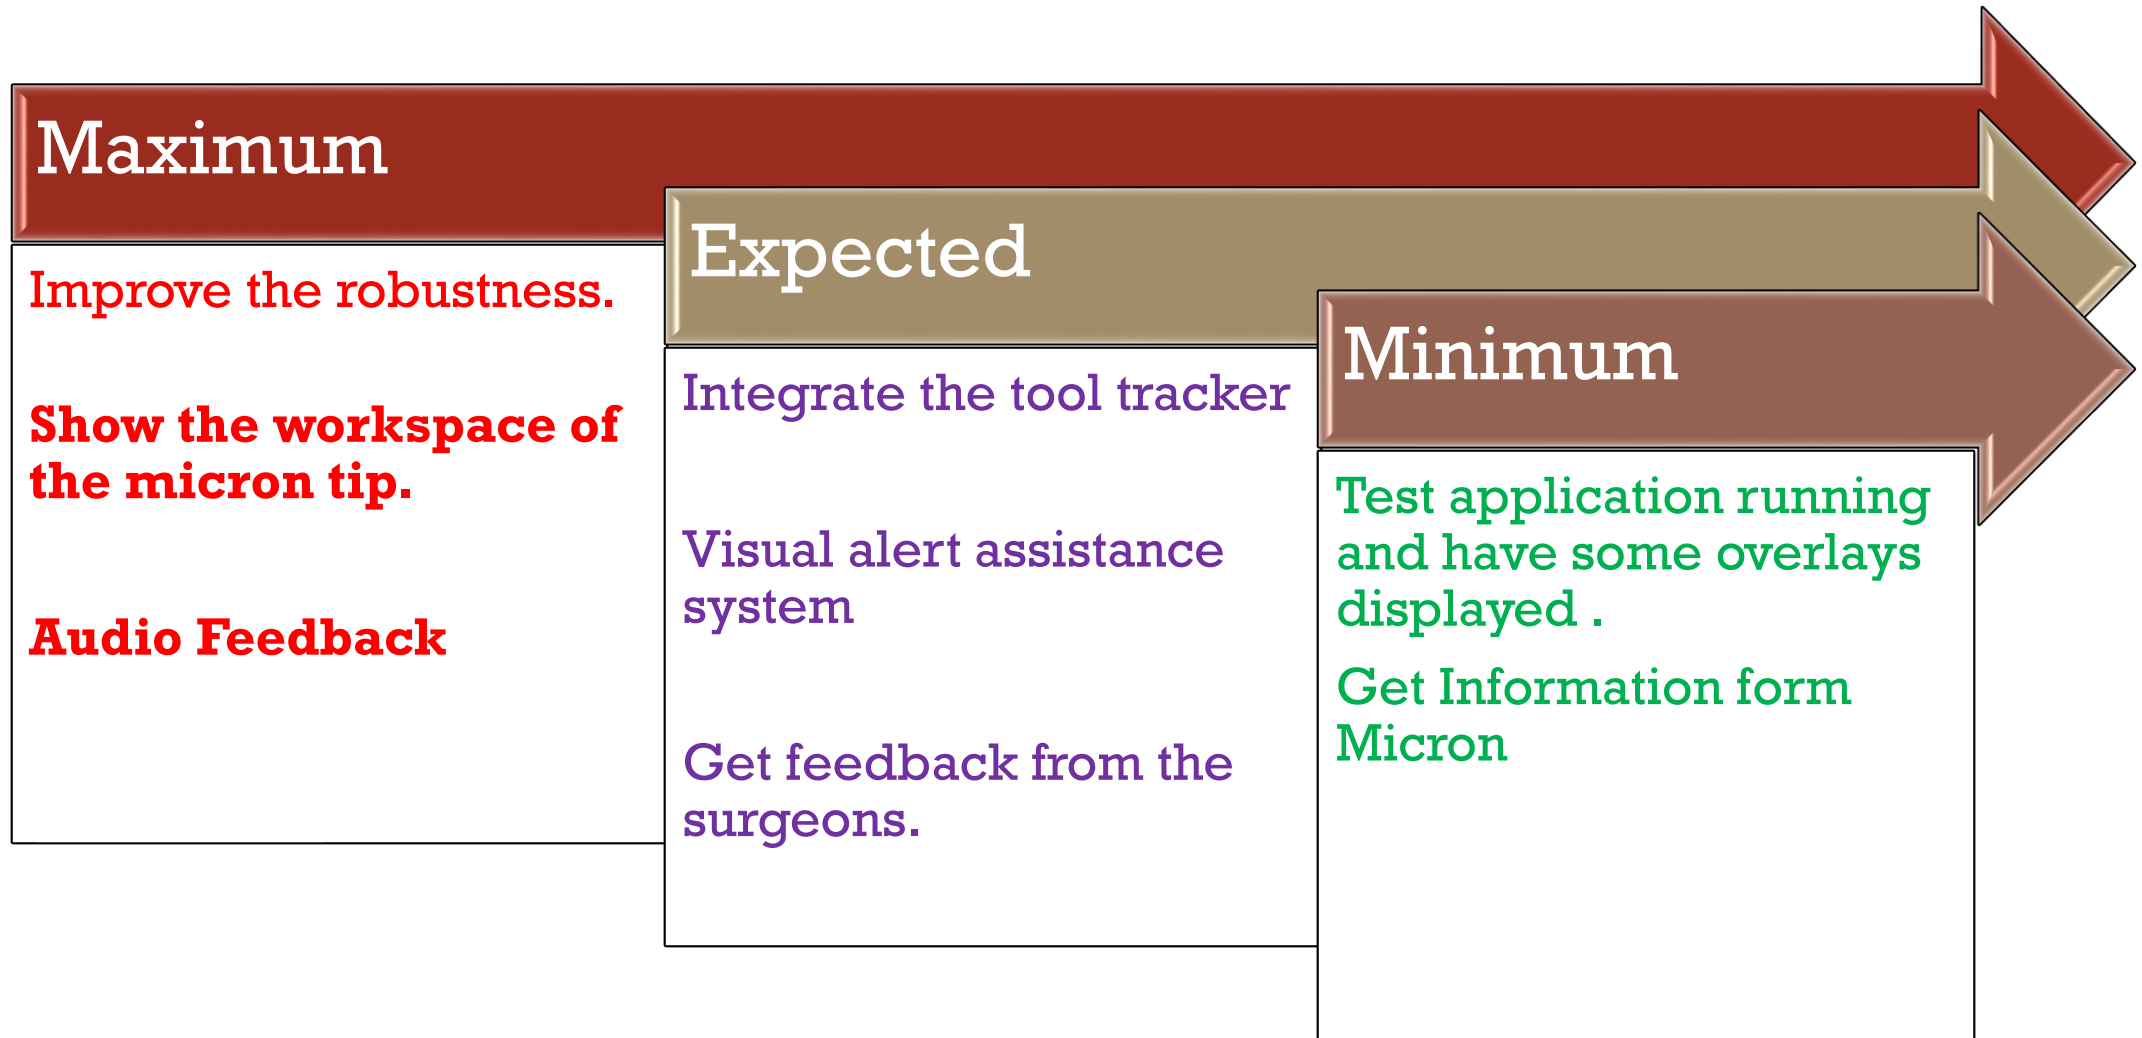 Maximum
Improve the robustness.
Show the workspace of
the micron tip.
Audio Feedback
Expected
Integrate the tool tracker
Visual alert assistance
system
Get feedback from the
surgeons.
Minimum
Test application running
and have some overlays
displayed .
Get Information form
Micron